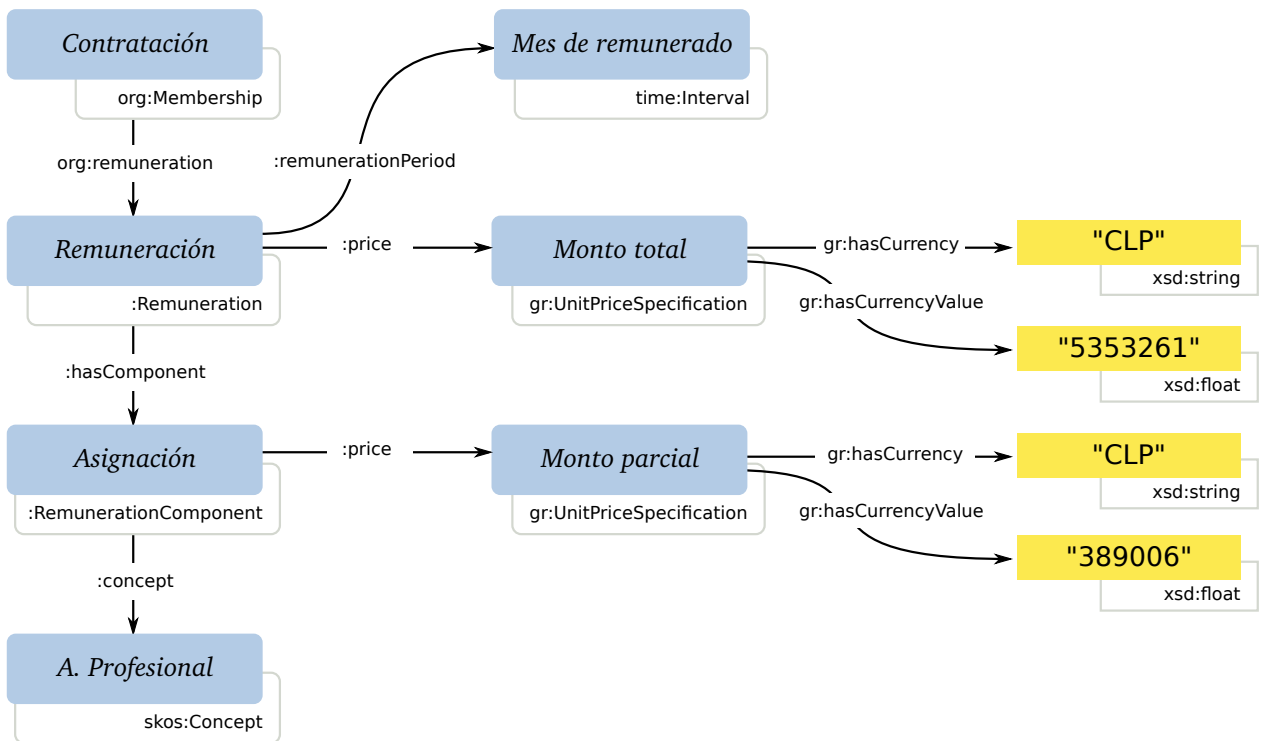 Contratación
org:Membership
Mes de remunerado
time:Interval
org:remuneration
:remunerationPeriod
Remuneración
:Remuneration
:price
Monto total
gr:UnitPriceSpecification
gr:hasCurrency
"CLP"
xsd:string
gr:hasCurrencyValue
"5353261"
xsd:float
:hasComponent
Asignación
:RemunerationComponent
:price
Monto parcial
gr:UnitPriceSpecification
gr:hasCurrency
"CLP"
xsd:string
gr:hasCurrencyValue
"389006"
xsd:float
:concept
A. Profesional
skos:Concept